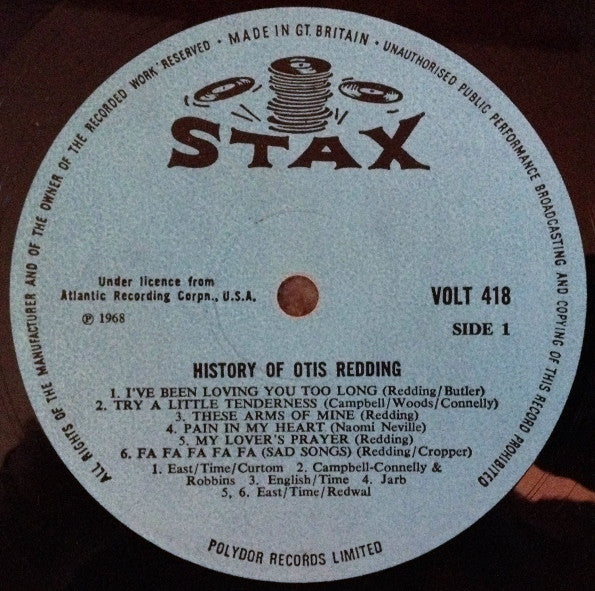 ALL RIGHTS OF THE MANUFACTURER AND OF THE OWNER OF THE RECORDED WORK RESERVED · MADE IN GT. BRITAIN · UNAUTHORISED PUBLIC PERFORMANCE BROADCASTING AND COPYING OF THIS RECORD PROHIBITED
STAX
Under licence from
Atlantic Recording Corpn., U.S.A.
℗ 1968
VOLT 418
SIDE 1
HISTORY OF OTIS REDDING
1. I'VE BEEN LOVING YOU TOO LONG (Redding/Butler)
2. TRY A LITTLE TENDERNESS (Campbell/Woods/Connelly)
3. THESE ARMS OF MINE (Redding)
4. PAIN IN MY HEART (Naomi Neville)
5. MY LOVER'S PRAYER (Redding)
6. FA FA FA FA FA (SAD SONGS) (Redding/Cropper)
1. East/Time/Curtom 2. Campbell-Connelly &
Robbins 3. English/Time 4. Jarb
5, 6. East/Time/Redwal
POLYDOR RECORDS LIMITED